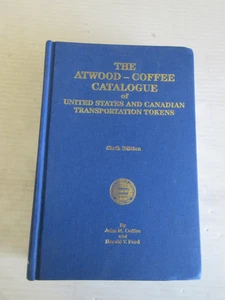 THE
ATWOOD - COFFEE
CATALOGUE
of
UNITED STATES AND CANADIAN
TRANSPORTATION TOKENS
Sixth Edition
By
John M. Coffee
and
Harold V. Ford